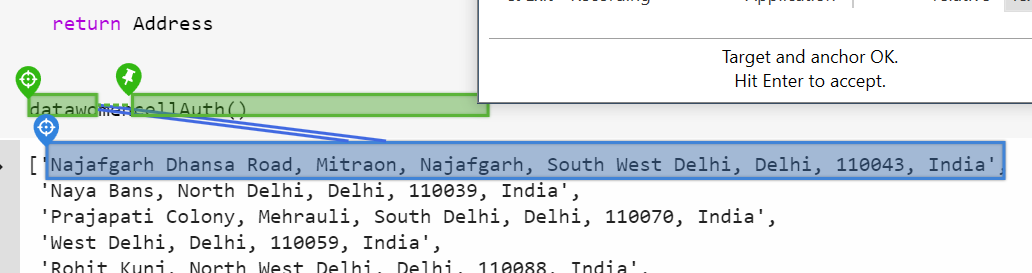 return Address
Target and anchor OK.
Hit Enter to accept.
datawomencellAuth()
['Najafgarh Dhansa Road, Mitraon, Najafgarh, South West Delhi, Delhi, 110043, India',
'Naya Bans, North Delhi, Delhi, 110039, India',
'Prajapati Colony, Mehrauli, South Delhi, Delhi, 110070, India',
'West Delhi, Delhi, 110059, India',
'Rohit Kunj, North West Delhi, Delhi, 110088, India',